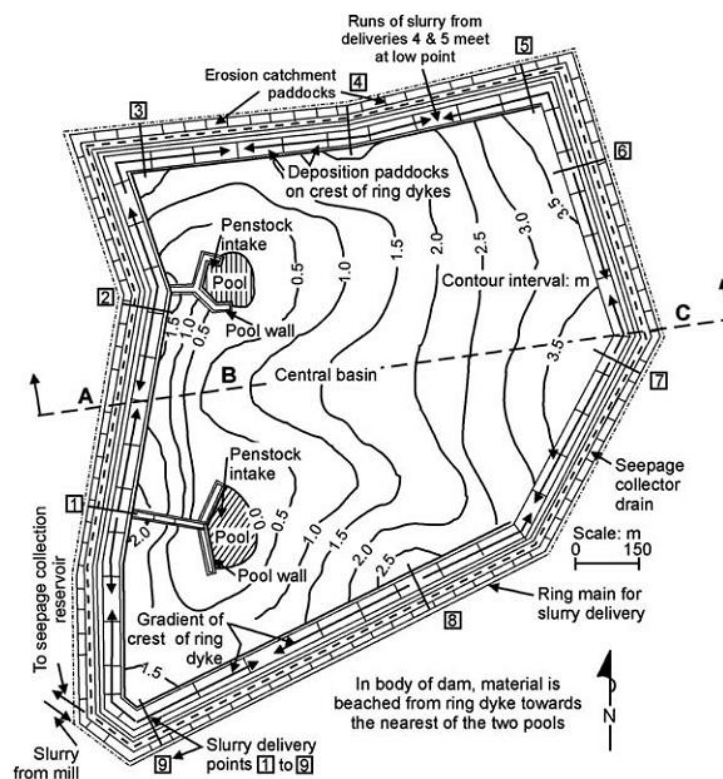 Runs of slurry from
deliveries 4 & 5 meet
at low point
5
Erosion catchment
paddocks
4
3
6
Deposition paddocks
on crest of ring dykes
3.5
3.0
2.5
2.0
1.5
1.0
0.5
Penstock
intake
Pool
Contour interval: m
2
1.5
1.0
0.5
Pool wall
C
A
B
3.5
Central basin
7
Penstock
intake
Seepage
collector
drain
1
2.0
Pool
0.0
0.5
1.0
1.5
2.0
2.5
Scale: m
0 150
Pool wall
To seepage collection
reservoir
Gradient of
crest of ring
dyke
8
Ring main for
slurry delivery
1.5
In body of dam, material is
beached from ring dyke towards
the nearest of the two pools
N
Slurry
from mill
9
Slurry delivery
points 1 to 9